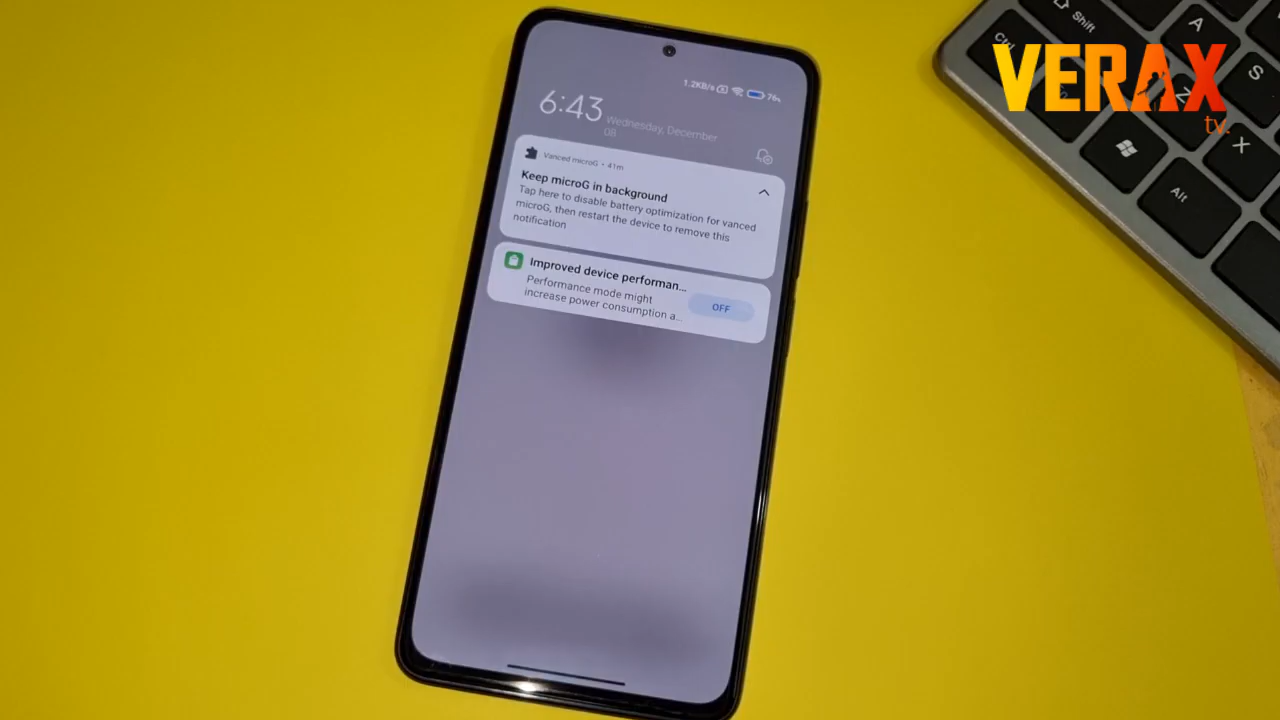 VERAX
tv.
1.2KB/s 76%
6:43
Wednesday, December
08
Vanced microG • 41m
Keep microG in background
Tap here to disable battery optimization for vanced
microG, then restart the device to remove this
notification
Improved device performan...
Performance mode might
increase power consumption a...
OFF
Shift
Ctrl
A
S
Z
X
Alt